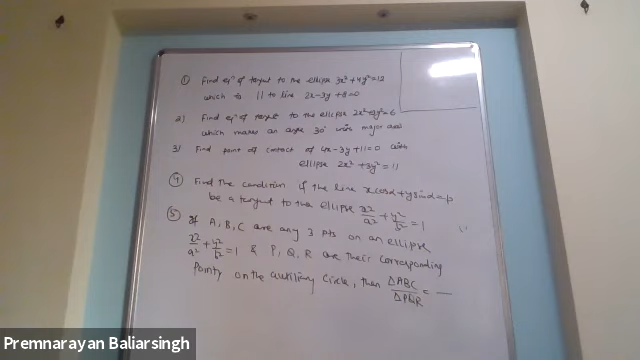 ① Find eqn of tangent to the ellipse 3x² + 4y² = 12
which is 11 to line 2x - 3y + 8 = 0
2) Find eqn of tangent to the ellipse 2x² + 3y² = 6
which makes an angle 30° with major axis
3) Find point of contact of 4x - 3y + 11 = 0 with
ellipse 2x² + 3y² = 11
④ Find the condition if the line x cos α + y sin α = p
be a tangent to the ellipse x²/a² + y²/b² = 1
⑤ If A, B, C are any 3 pts on an ellipse
x²/a² + y²/b² = 1 & P, Q, R are their corresponding
points on the auxiliary circle, then ΔABC/ΔPQR = —
Premnarayan Baliarsingh